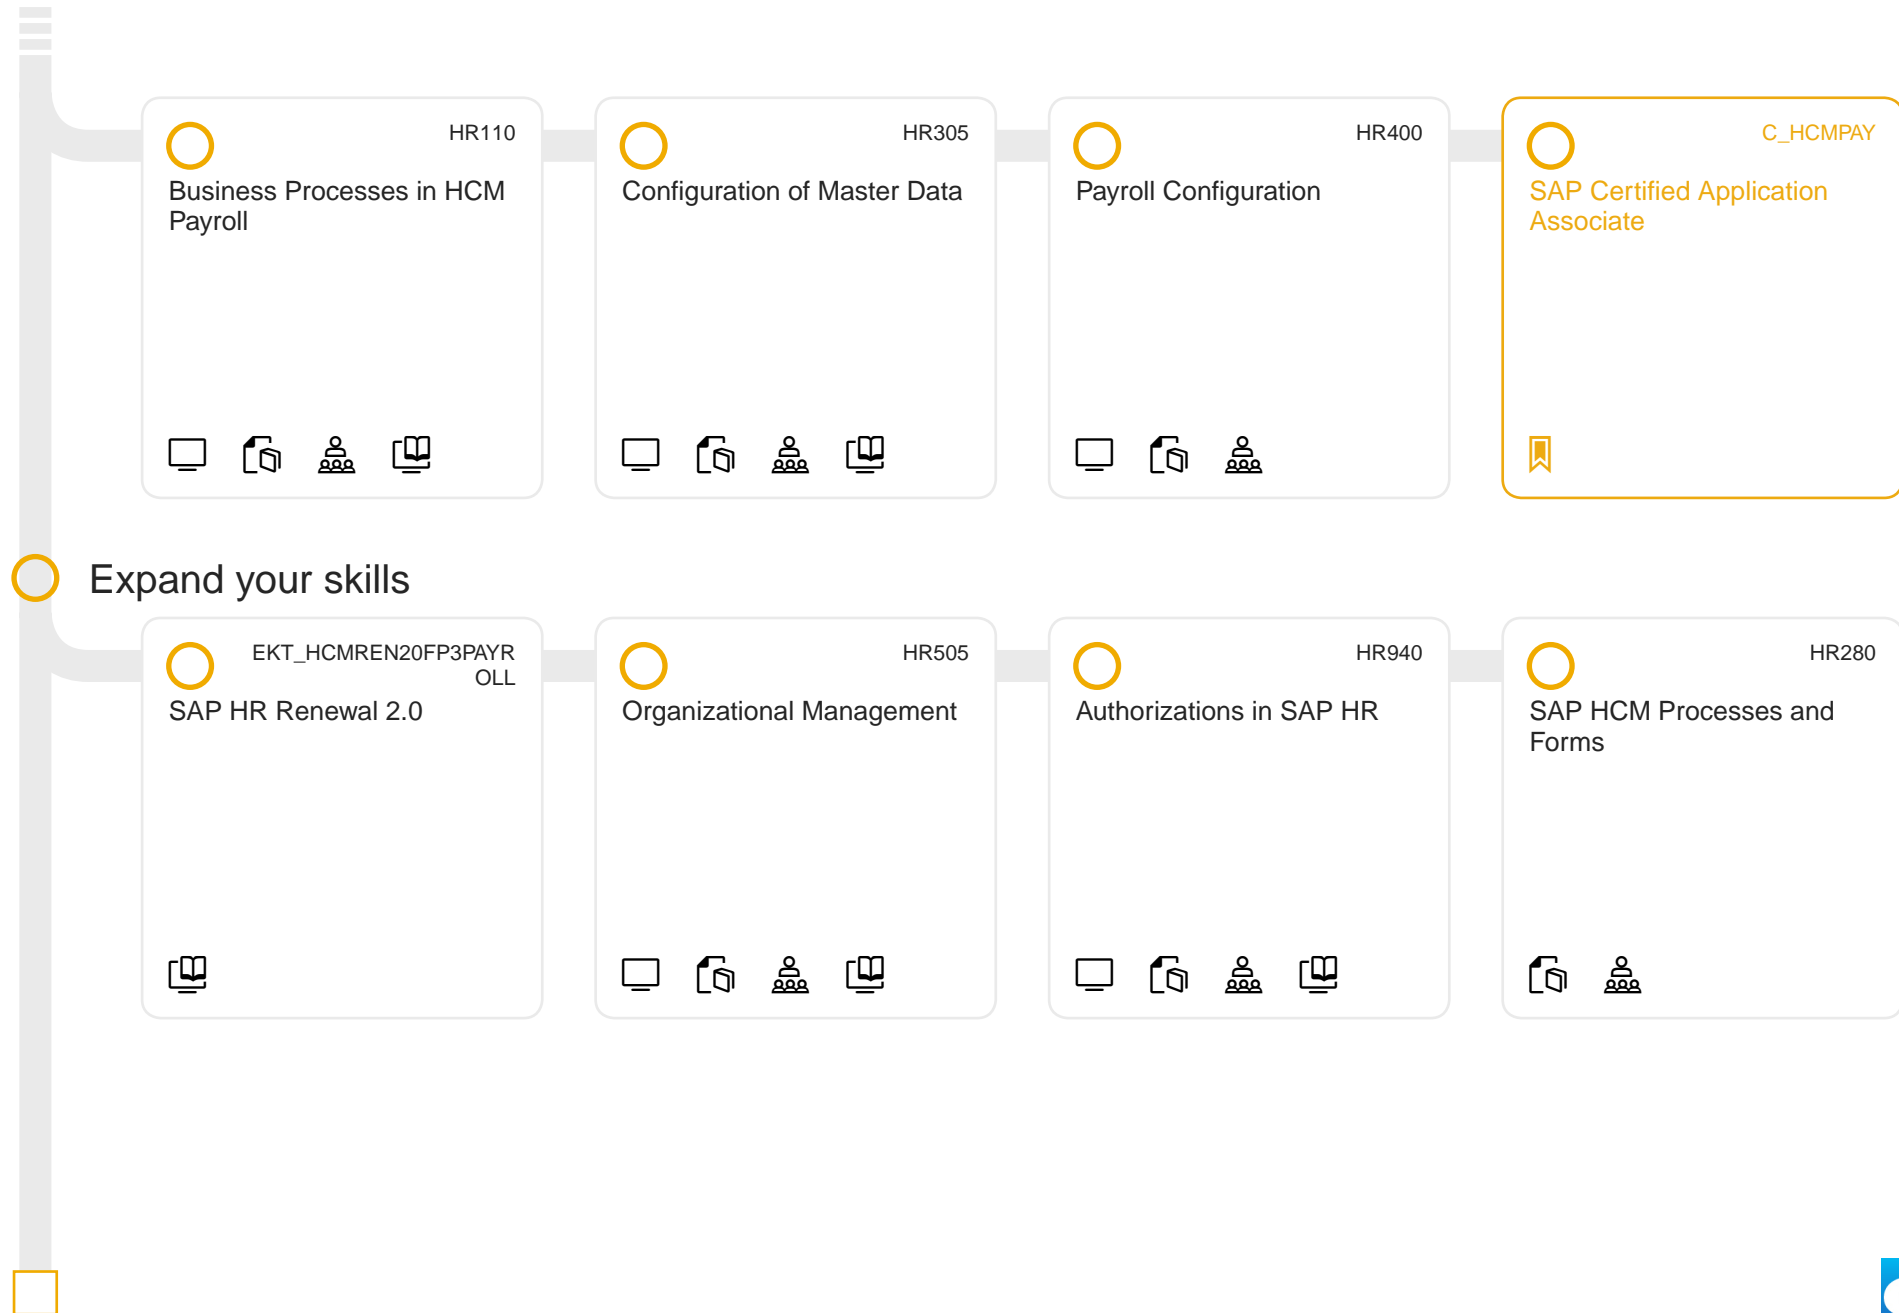 HR110
Business Processes in HCM
Payroll
HR305
Configuration of Master Data
HR400
Payroll Configuration
C_HCMPAY
SAP Certified Application
Associate
Expand your skills
EKT_HCMREN20FP3PAYR
OLL
SAP HR Renewal 2.0
HR505
Organizational Management
HR940
Authorizations in SAP HR
HR280
SAP HCM Processes and
Forms